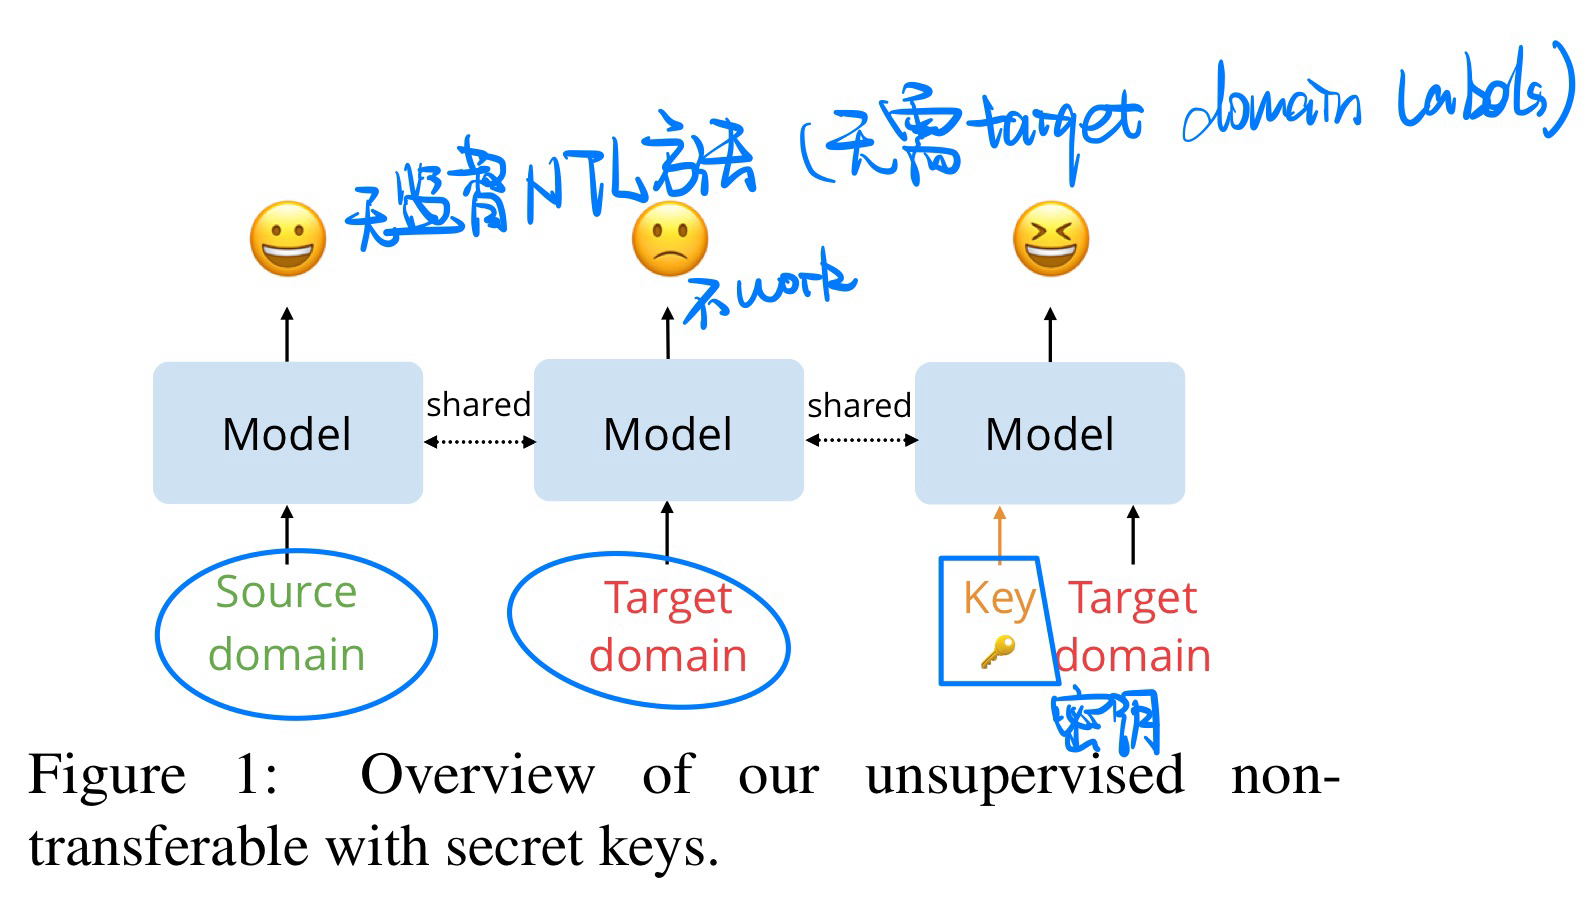 无监督NTL方法 (无需target domain labels)
不work
shared shared
Model Model Model
Source Target Key Target
domain domain domain
密钥
Figure 1: Overview of our unsupervised non-
transferable with secret keys.